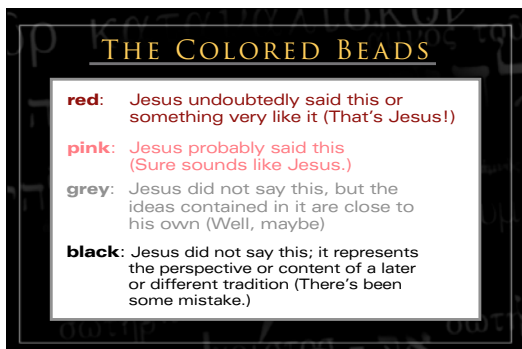 THE COLORED BEADS
red: Jesus undoubtedly said this or
something very like it (That's Jesus!)
pink: Jesus probably said this
(Sure sounds like Jesus.)
grey: Jesus did not say this, but the
ideas contained in it are close to
his own (Well, maybe)
black: Jesus did not say this; it represents
the perspective or content of a later
or different tradition (There's been
some mistake.)